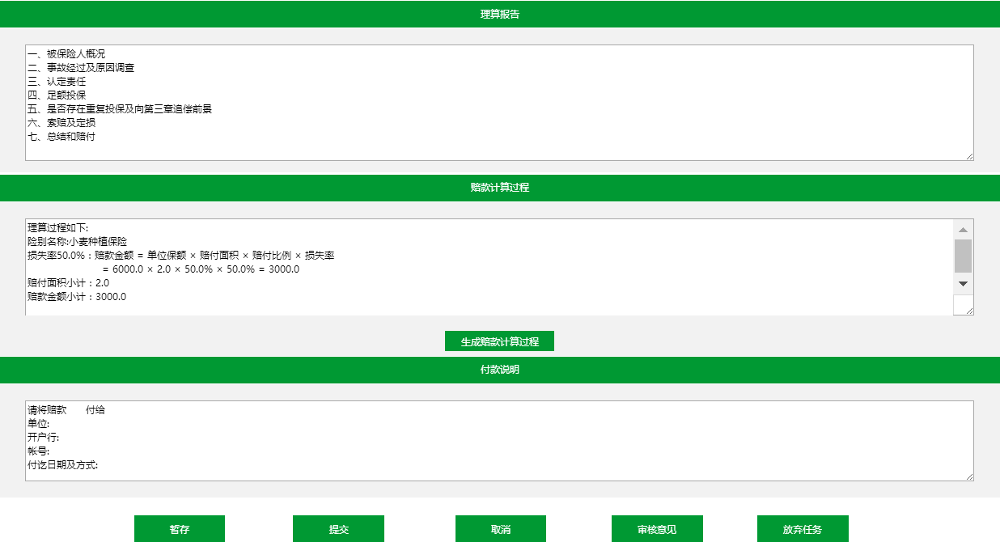 理算报告
一、被保险人概况
二、事故经过及原因调查
三、认定责任
四、足额投保
五、是否存在重复投保及向第三章追偿前景
六、索赔及定损
七、总结和赔付
赔款计算过程
理算过程如下:
险别名称:小麦种植保险
损失率50.0%：赔款金额 = 单位保额 × 赔付面积 × 赔付比例 × 损失率
= 6000.0 × 2.0 × 50.0% × 50.0% = 3000.0
赔付面积小计：2.0
赔款金额小计：3000.0
生成赔款计算过程
付款说明
请将赔款 付给
单位:
开户行:
帐号:
付讫日期及方式:
暂存 提交 取消 审核意见 放弃任务